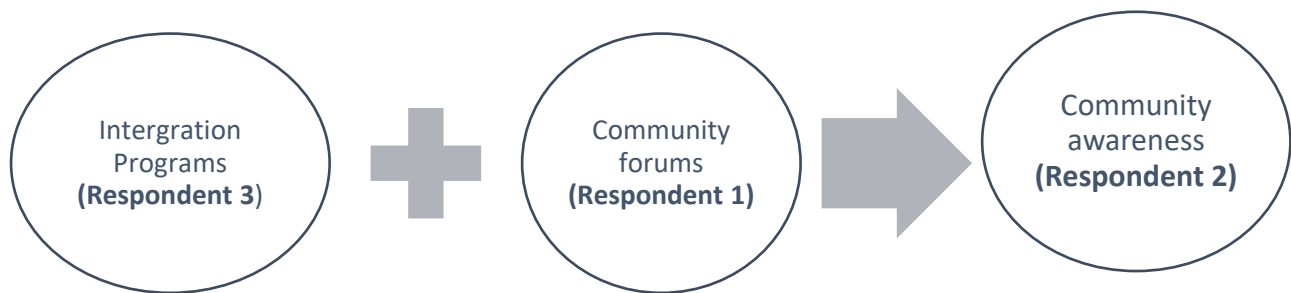 Intergration
Programs
(Respondent 3)
Community
forums
(Respondent 1)
Community
awareness
(Respondent 2)